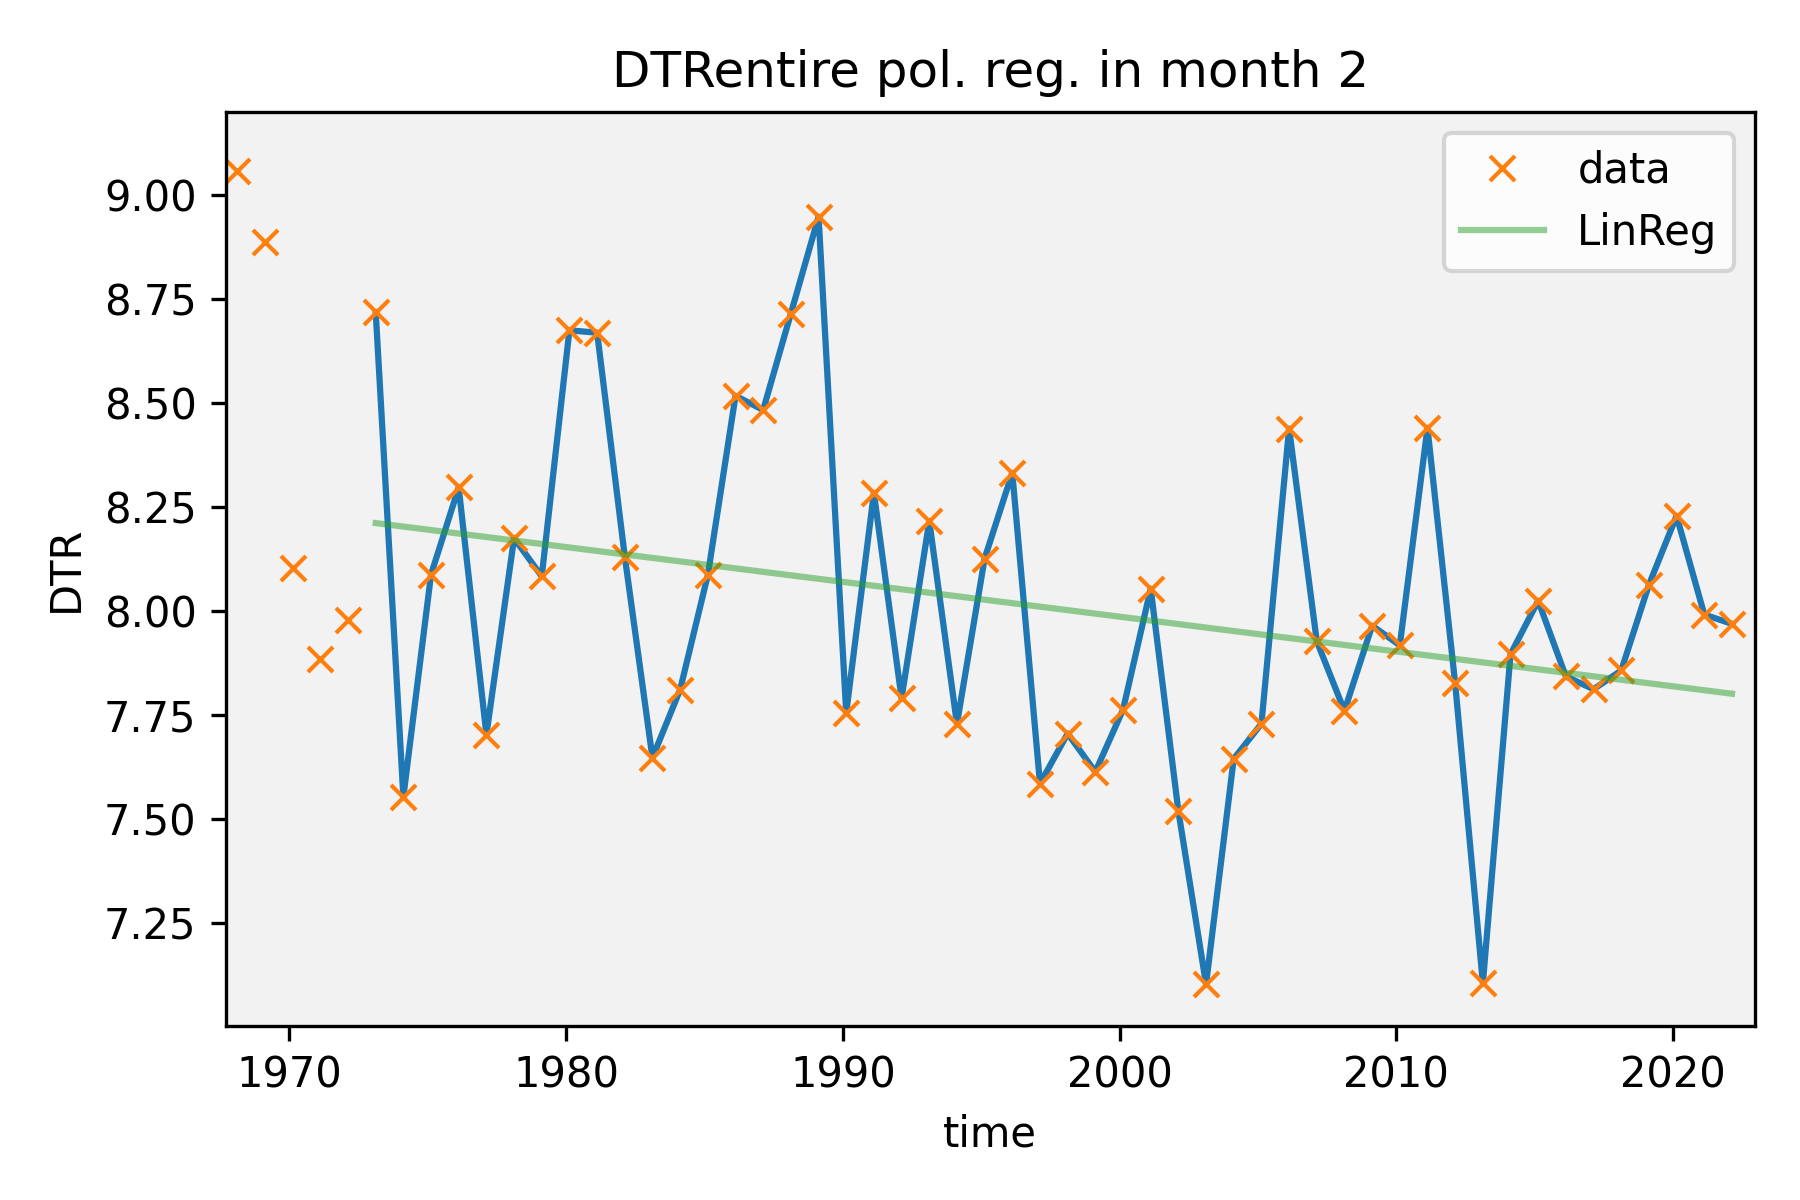 DTRentire pol. reg. in month 2
data
LinReg
9.00
8.75
8.50
8.25
8.00
7.75
7.50
7.25
DTR
1970 1980 1990 2000 2010 2020
time